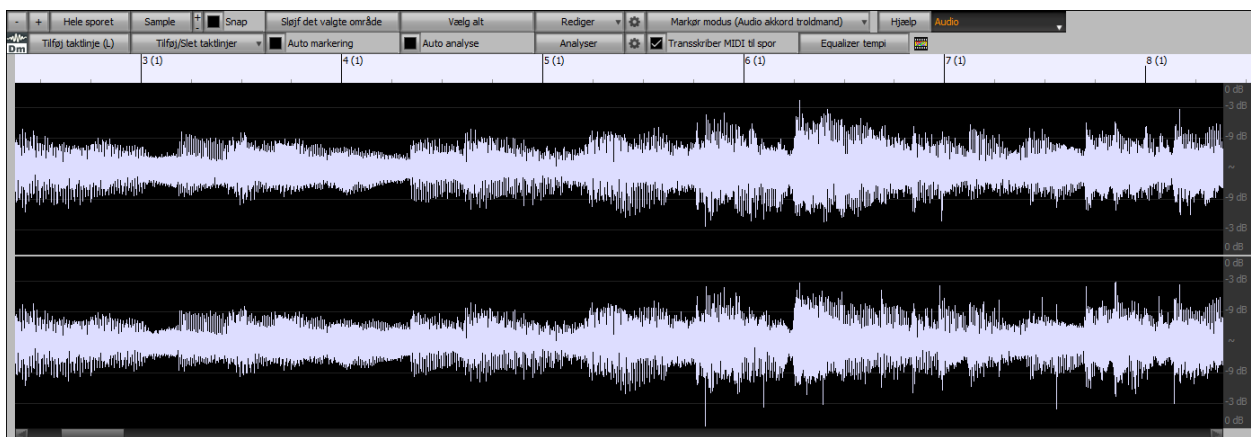 - + Hele sporet Sample + - Snap Sløjf det valgte område Vælg alt Rediger Markør modus (Audio akkord troldmand) Hjælp Audio
Dm Tilføj taktlinje (L) Tilføj/Slet taktlinjer Auto markering Auto analyse Analyser Transskriber MIDI til spor Equalizer tempi
3 (1) 4 (1) 5 (1) 6 (1) 7 (1) 8 (1)
0 dB
-3 dB
-9 dB
~
-9 dB
-3 dB
0 dB
0 dB
-3 dB
-9 dB
~
-9 dB
-3 dB
0 dB